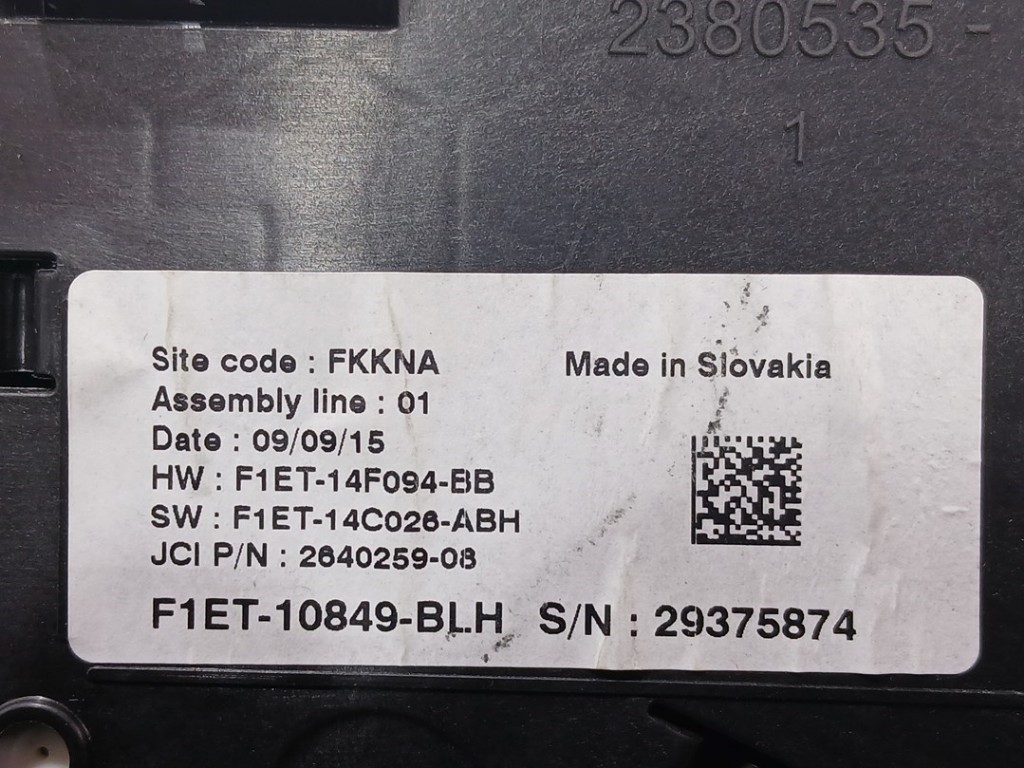 2380535 -
1
Site code : FKKNA
Made in Slovakia
Assembly line : 01
Date : 09/09/15
HW : F1ET-14F094-BB
SW : F1ET-14C026-ABH
JCI P/N : 2640259-08
F1ET-10849-BLH S/N : 29375874